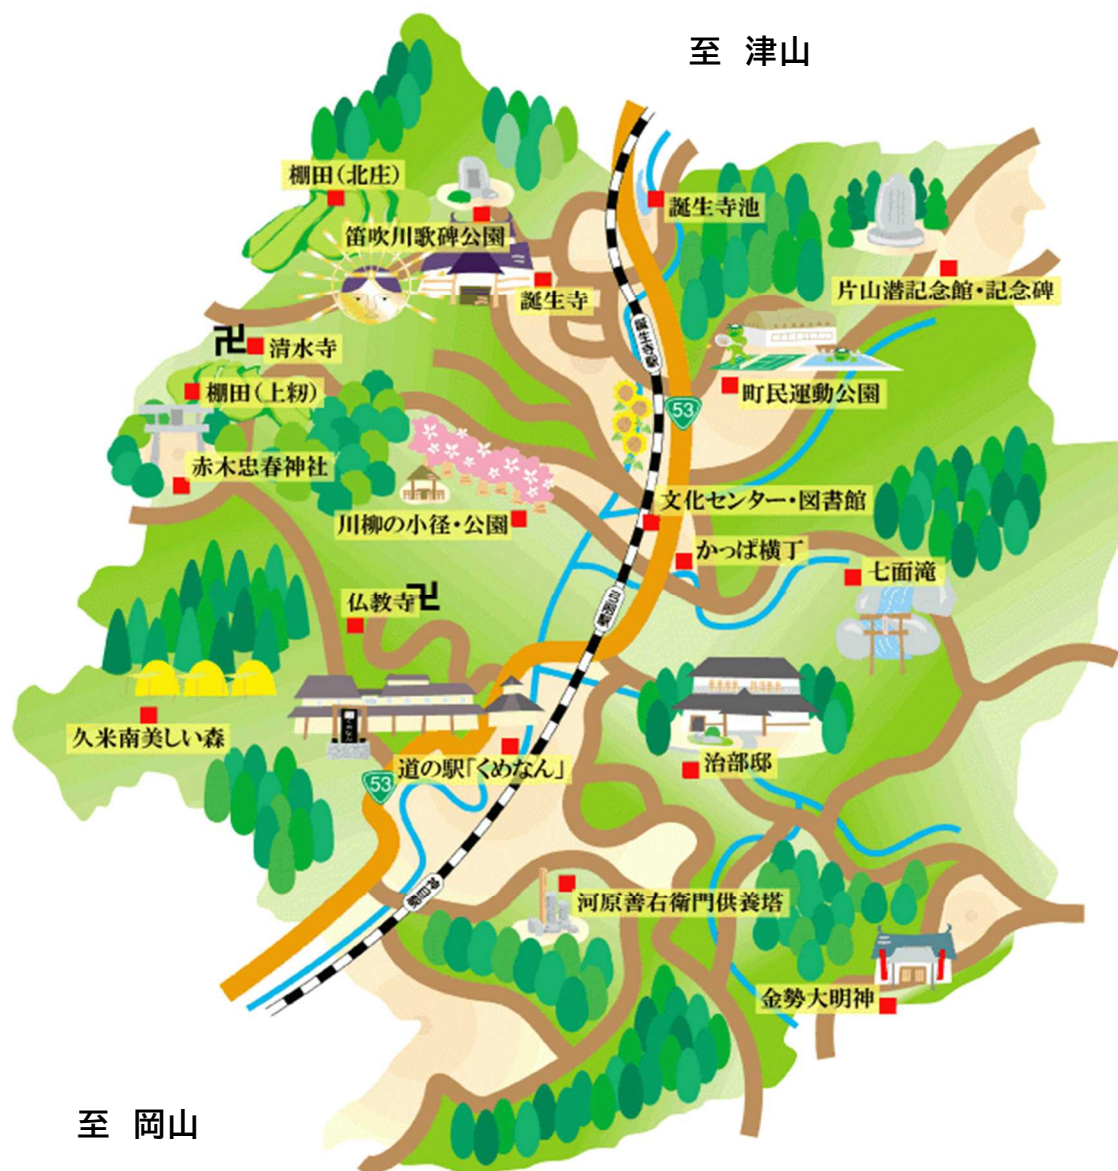 至 津山
棚田(北庄)
誕生寺池
笛吹川歌碑公園
誕生寺
片山潜記念館・記念碑
誕生寺駅
清水寺
棚田(上籾)
町民運動公園
53
赤木忠春神社
川柳の小径・公園
文化センター・図書館
かっぱ横丁
七面滝
仏教寺
弓削駅
久米南美しい森
道の駅「くめなん」
治部邸
53
神目駅
河原善右衛門供養塔
金勢大明神
至 岡山